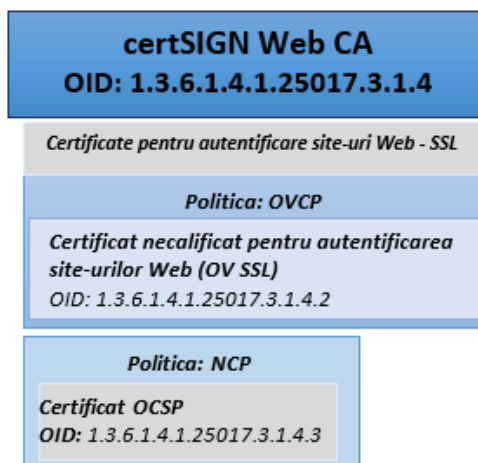 certSIGN Web CA
OID: 1.3.6.1.4.1.25017.3.1.4
Certificate pentru autentificare site-uri Web - SSL
Politica: OVCP
Certificat necalificat pentru autentificarea
site-urilor Web (OV SSL)
OID: 1.3.6.1.4.1.25017.3.1.4.2
Politica: NCP
Certificat OCSP
OID: 1.3.6.1.4.1.25017.3.1.4.3